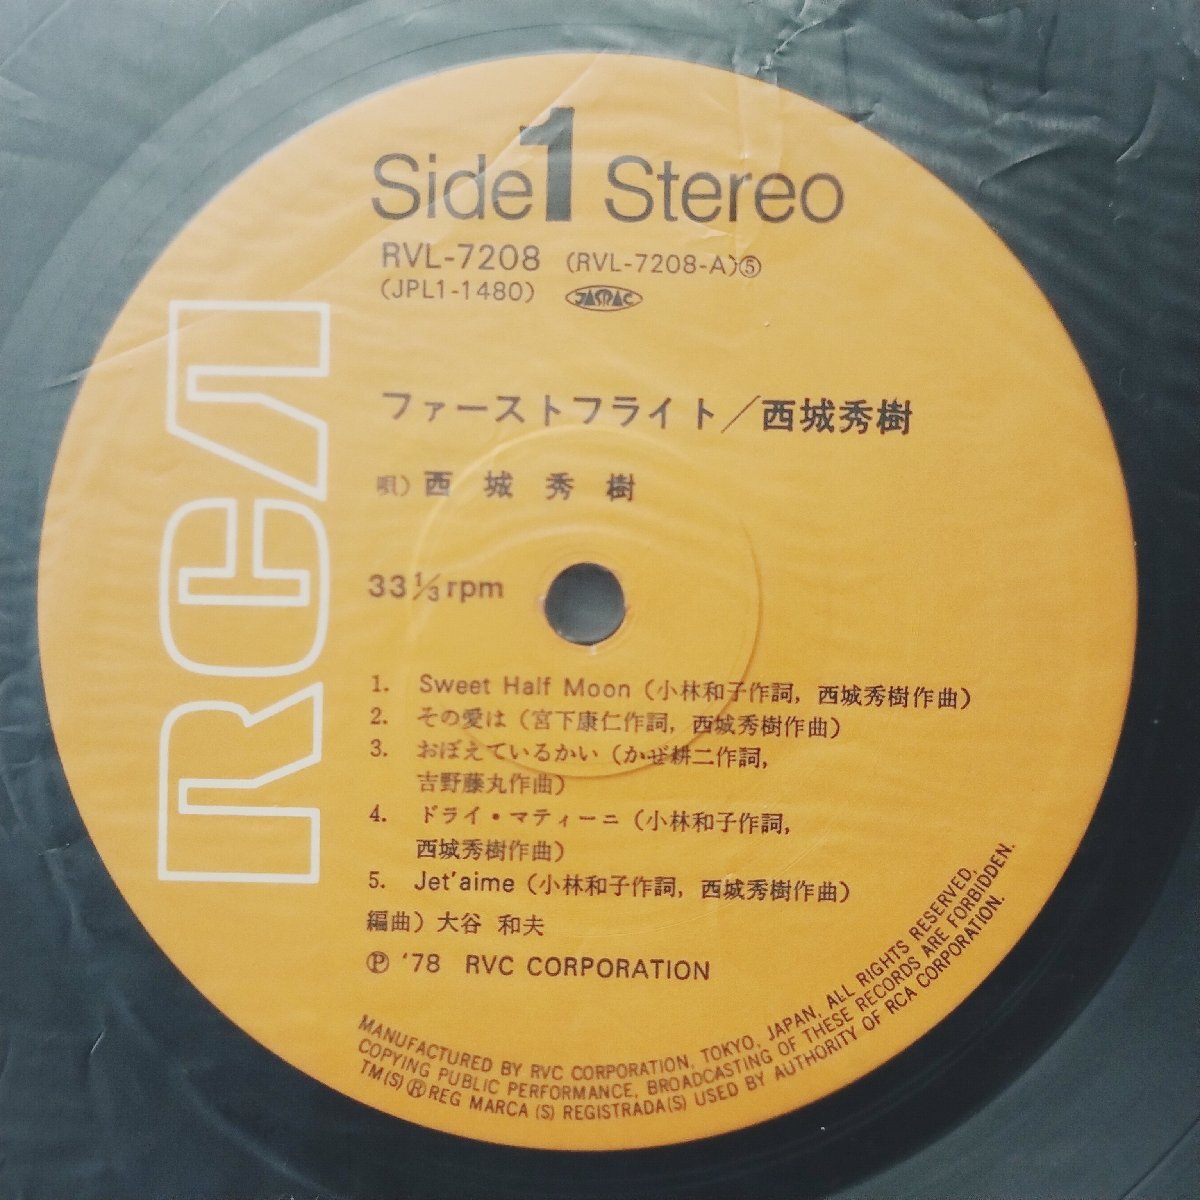 Side 1 Stereo
RVL-7208 (RVL-7208-A)⑤
(JPL1-1480) JASRAC
RCA
ファーストフライト／西城秀樹
唄) 西城秀樹
33⅓rpm
1. Sweet Half Moon (小林和子作詞, 西城秀樹作曲)
2. その愛は (宮下康仁作詞, 西城秀樹作曲)
3. おぼえているかい (かぜ耕二作詞,
吉野藤丸作曲)
4. ドライ・マティーニ (小林和子作詞,
西城秀樹作曲)
5. Jet'aime (小林和子作詞, 西城秀樹作曲)
編曲) 大谷 和夫
℗ '78 RVC CORPORATION
MANUFACTURED BY RVC CORPORATION, TOKYO, JAPAN, ALL RIGHTS RESERVED,
COPYING PUBLIC PERFORMANCE, BROADCASTING OF THESE RECORDS ARE FORBIDDEN.
TM(S) ® REG MARCA (S) REGISTRADA(S) USED BY AUTHORITY OF RCA CORPORATION.